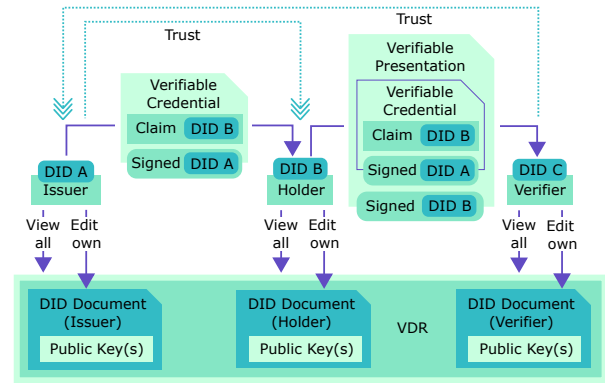 Trust
Trust
Verifiable
Credential
Claim DID B
Signed DID A
Verifiable
Presentation
Verifiable
Credential
Claim DID B
Signed DID A
Signed DID B
DID A
Issuer
DID B
Holder
DID C
Verifier
View
all
Edit
own
View
all
Edit
own
View
all
Edit
own
DID Document
(Issuer)
Public Key(s)
DID Document
(Holder)
Public Key(s)
VDR
DID Document
(Verifier)
Public Key(s)